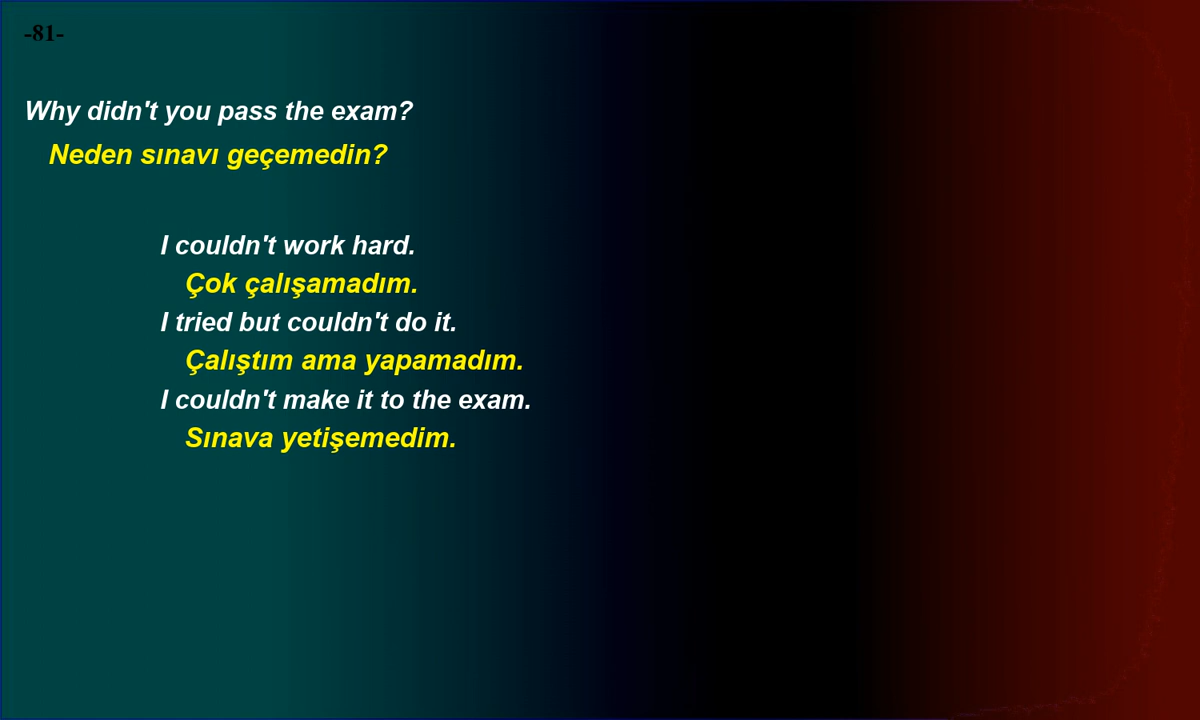 -81-
Why didn't you pass the exam?
Neden sınavı geçemedin?
I couldn't work hard.
Çok çalışamadım.
I tried but couldn't do it.
Çalıştım ama yapamadım.
I couldn't make it to the exam.
Sınava yetişemedim.